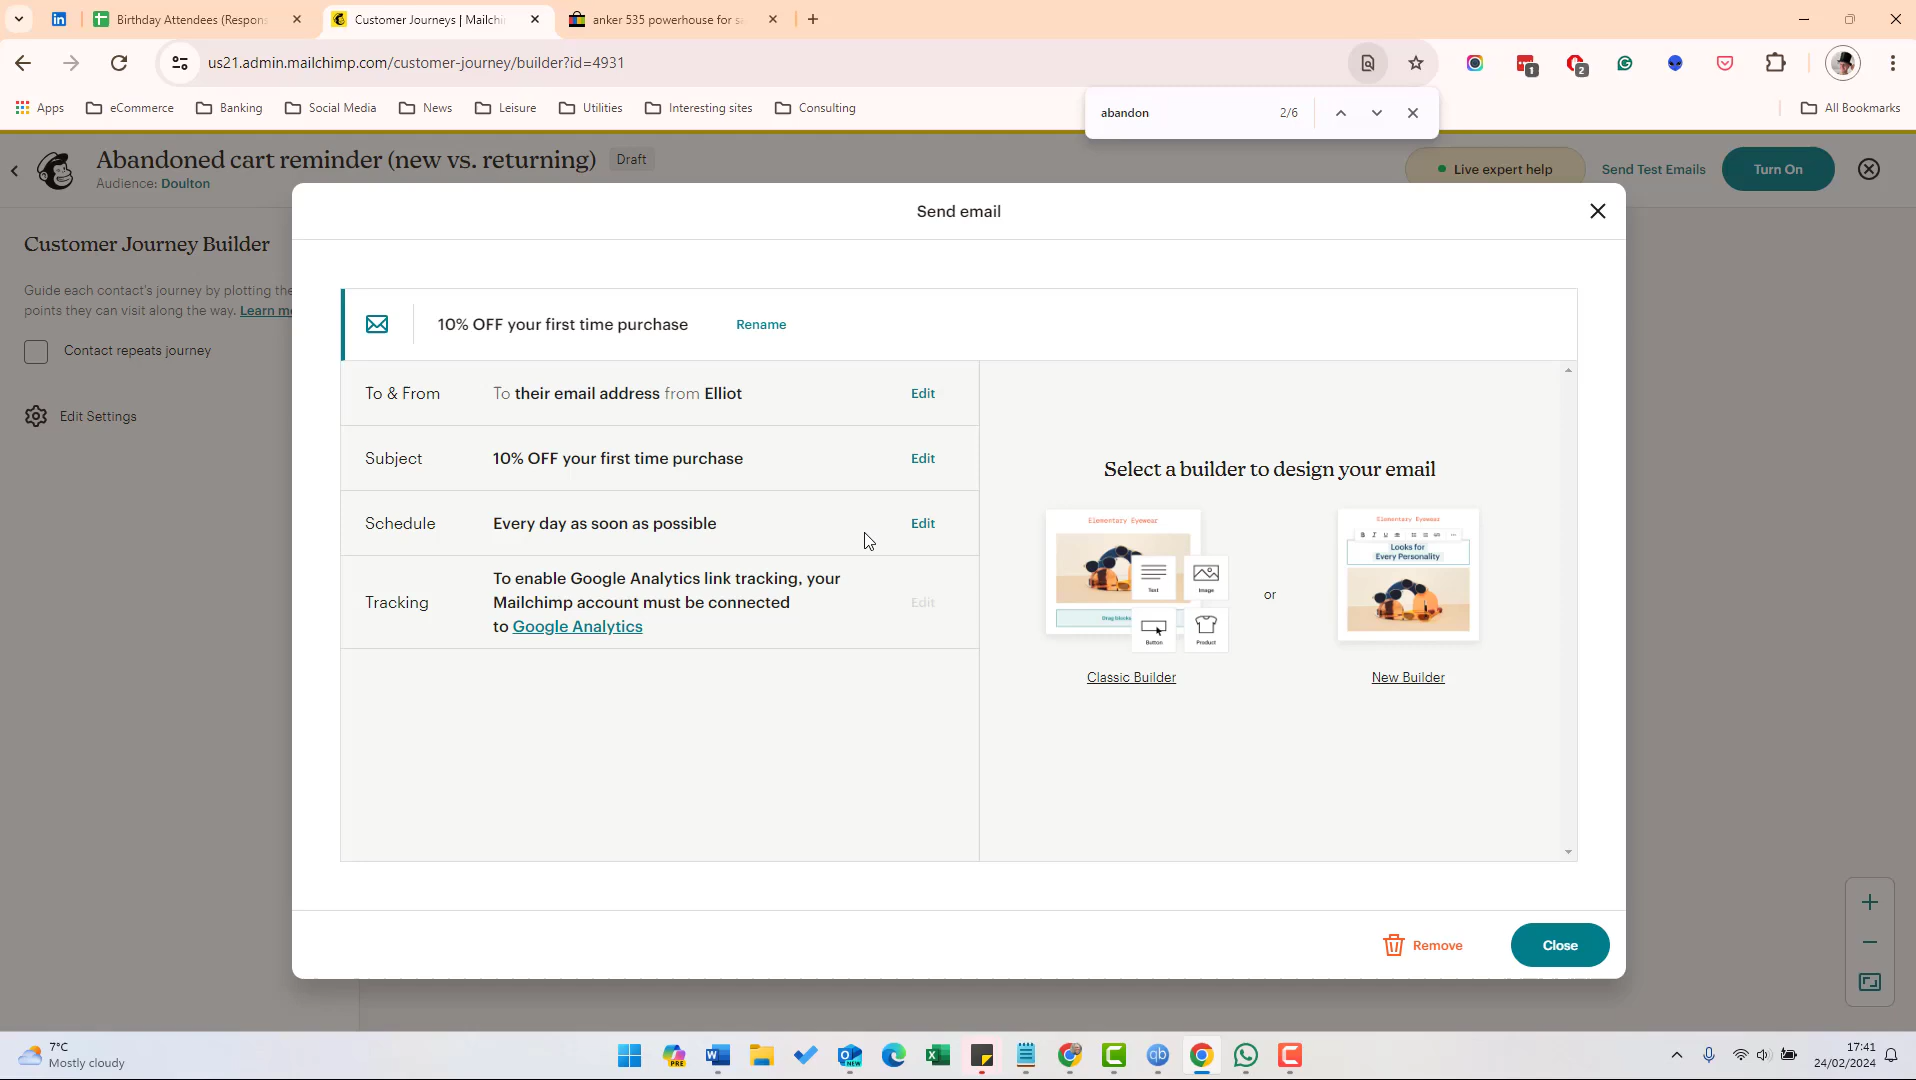 Birthday Attendees (Respons
Customer Journeys | Mailchi
anker 535 powerhouse for sa
us21.admin.mailchimp.com/customer-journey/builder?id=4931
1
2
Apps
eCommerce
Banking
Social Media
News
Leisure
Utilities
Interesting sites
Consulting
All Bookmarks
abandon
2/6
Abandoned cart reminder (new vs. returning)
Draft
Audience: Doulton
Live expert help
Send Test Emails
Turn On
Customer Journey Builder
Guide each contact's journey by plotting the
points they can visit along the way. Learn mo
Contact repeats journey
Edit Settings
Send email
10% OFF your first time purchase
Rename
To & From
To their email address from Elliot
Edit
Subject
10% OFF your first time purchase
Edit
Schedule
Every day as soon as possible
Edit
Tracking
To enable Google Analytics link tracking, your
Mailchimp account must be connected
to Google Analytics
Edit
Select a builder to design your email
Elementary Eyewear
Text
Image
Drag blocks
Button
Product
or
Elementary Eyewear
Looks for
Every Personality
Classic Builder
New Builder
Remove
Close
7°C
Mostly cloudy
PRE
NEW
17:41
24/02/2024